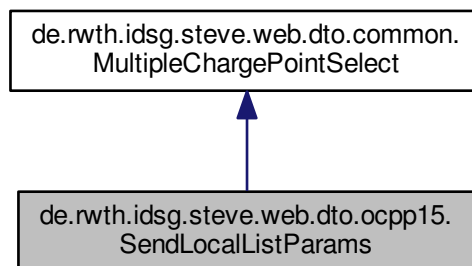 de.rwth.idsg.steve.web.dto.common.
MultipleChargePointSelect
de.rwth.idsg.steve.web.dto.ocpp15.
SendLocalListParams